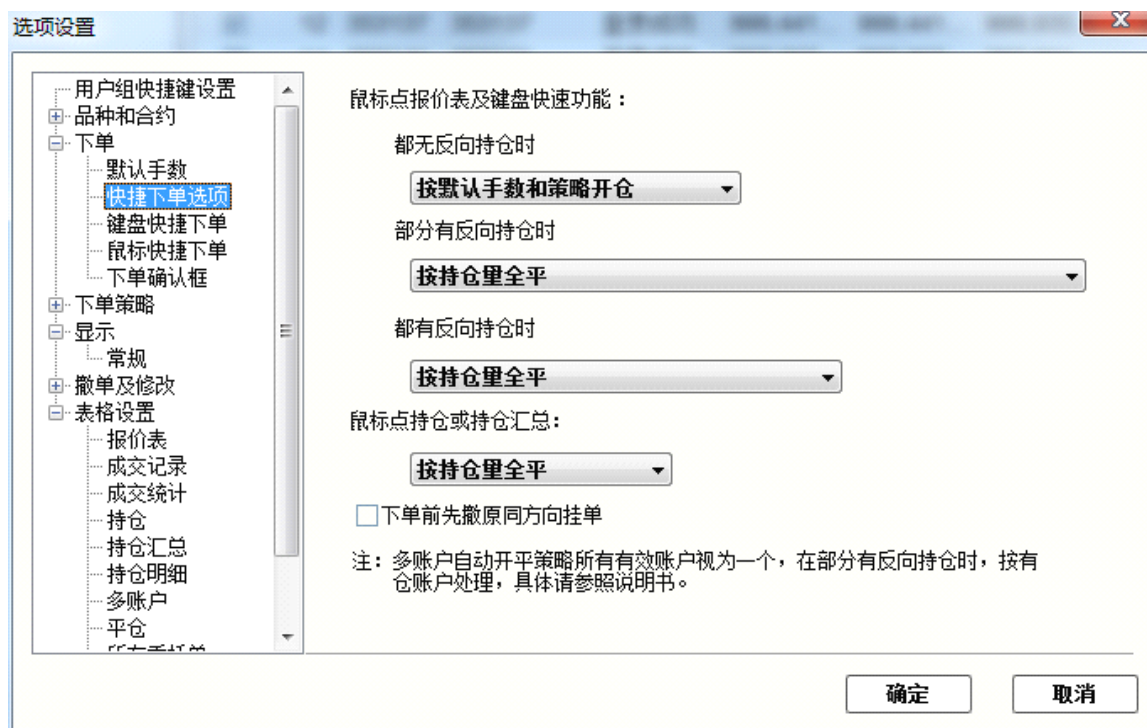 选项设置
用户组快捷键设置
品种和合约
下单
默认手数
快捷下单选项
键盘快捷下单
鼠标快捷下单
下单确认框
下单策略
显示
常规
撤单及修改
表格设置
报价表
成交记录
成交统计
持仓
持仓汇总
持仓明细
多账户
平仓
鼠标点报价表及键盘快速功能：
都无反向持仓时
按默认手数和策略开仓
部分有反向持仓时
按持仓量全平
都有反向持仓时
按持仓量全平
鼠标点持仓或持仓汇总：
按持仓量全平
下单前先撤原同方向挂单
注：多账户自动开平策略所有有效账户视为一个，在部分有反向持仓时，按有
仓账户处理，具体请参照说明书。
确定
取消